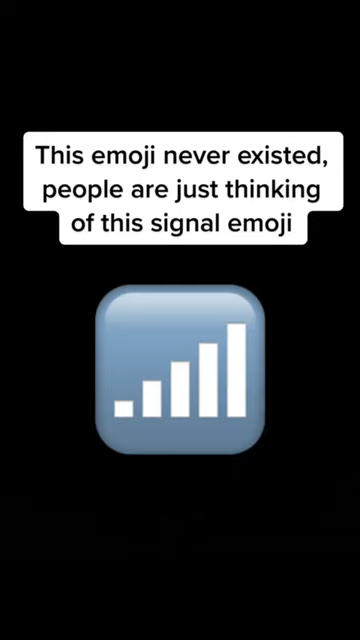 This emoji never existed,
people are just thinking
of this signal emoji